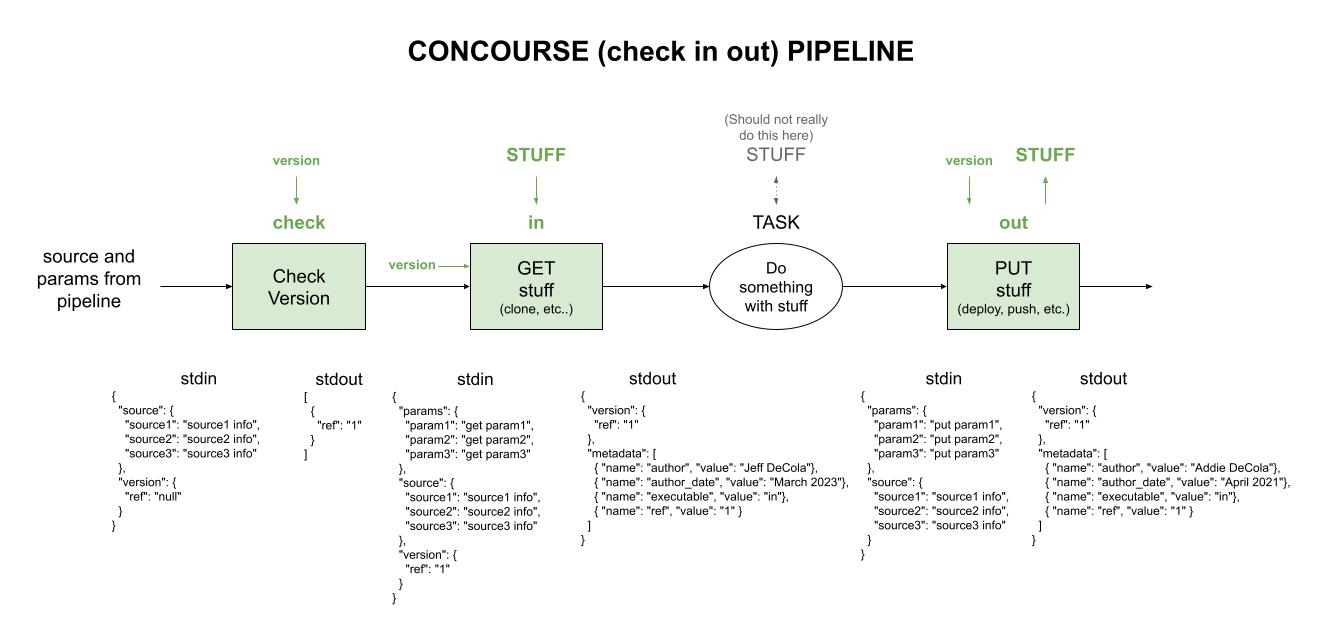 CONCOURSE (check in out) PIPELINE
(Should not really
do this here)
version
STUFF
STUFF
version
STUFF
check
in
TASK
out
source and
params from
pipeline
Check
Version
version
GET
stuff
(clone, etc..)
Do
something
with stuff
PUT
stuff
(deploy, push, etc.)
stdin
{
"source": {
"source1": "source1 info",
"source2": "source2 info",
"source3": "source3 info"
},
"version": {
"ref": "null"
}
}
stdout
[
{
"ref": "1"
}
]
stdin
{
"params": {
"param1": "get param1",
"param2": "get param2",
"param3": "get param3"
},
"source": {
"source1": "source1 info",
"source2": "source2 info",
"source3": "source3 info"
},
"version": {
"ref": "1"
}
}
stdout
{
"version": {
"ref": "1"
},
"metadata": [
{ "name": "author", "value": "Jeff DeCola"},
{ "name": "author_date", "value": "March 2023"},
{ "name": "executable", "value": "in"},
{ "name": "ref", "value": "1" }
]
}
stdin
{
"params": {
"param1": "put param1",
"param2": "put param2",
"param3": "put param3"
},
"source": {
"source1": "source1 info",
"source2": "source2 info",
"source3": "source3 info"
}
}
stdout
{
"version": {
"ref": "1"
},
"metadata": [
{ "name": "author", "value": "Addie DeCola"},
{ "name": "author_date", "value": "April 2021"},
{ "name": "executable", "value": "in"},
{ "name": "ref", "value": "1" }
]
}